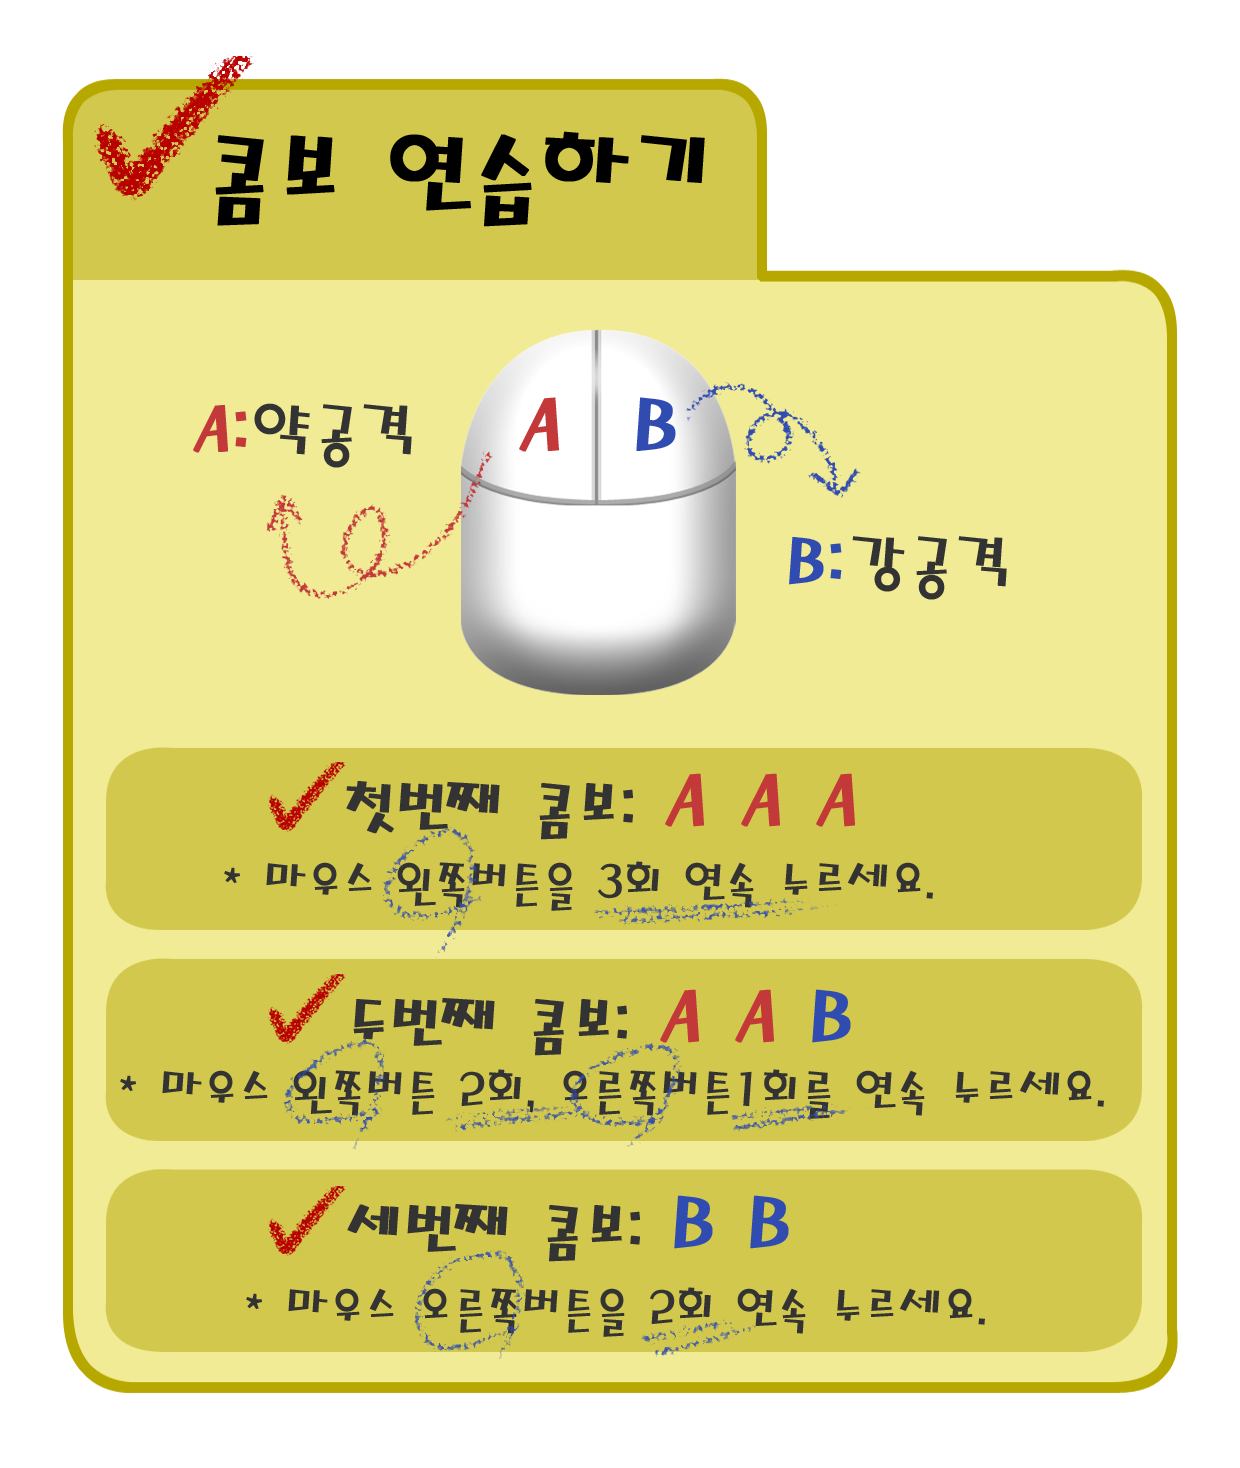 콤보 연습하기
A B
A:약공격
B:강공격
첫번째 콤보: A A A
* 마우스 왼쪽버튼을 3회 연속 누르세요.
두번째 콤보: A A B
* 마우스 왼쪽버튼 2회, 오른쪽버튼1회를 연속 누르세요.
세번째 콤보: B B
* 마우스 오른쪽버튼을 2회 연속 누르세요.